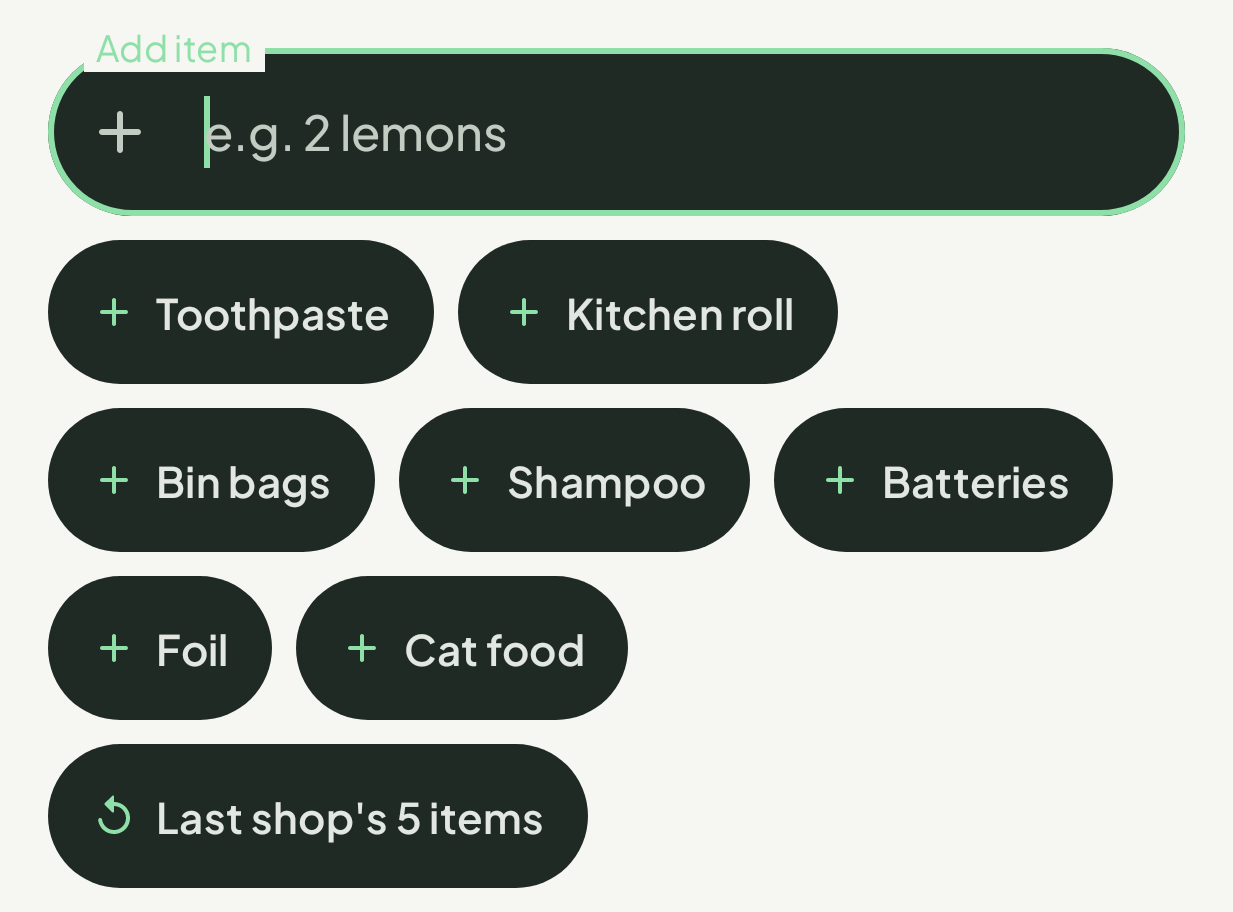 Add item
e.g. 2 lemons
Toothpaste
Kitchen roll
Bin bags
Shampoo
Batteries
Foil
Cat food
Last shop's 5 items